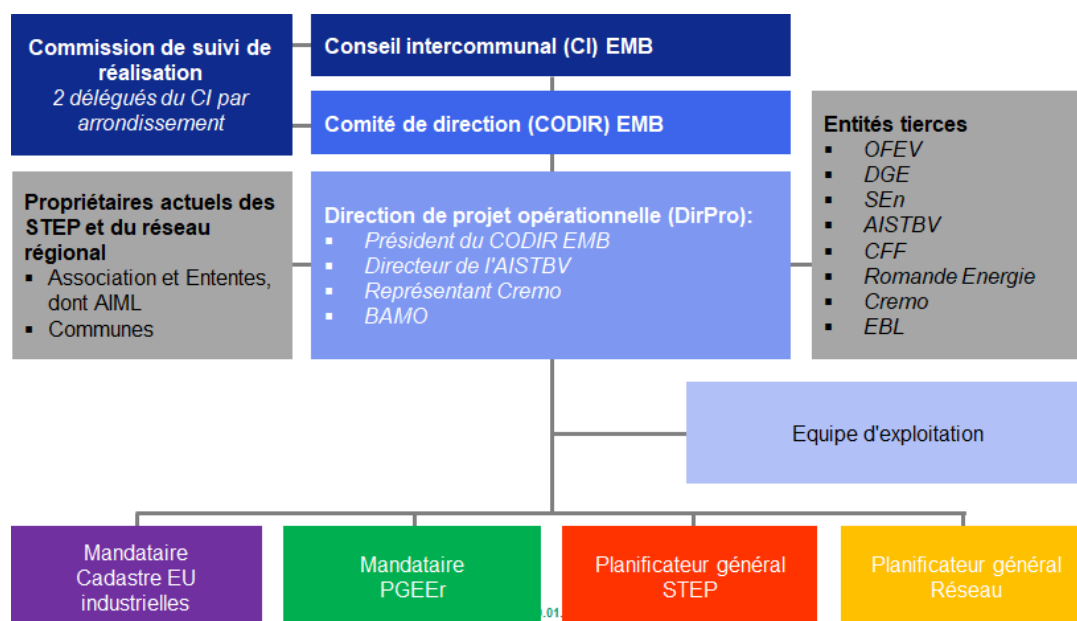 Commission de suivi de
réalisation
2 délégués du CI par
arrondissement
Conseil intercommunal (CI) EMB
Comité de direction (CODIR) EMB
Propriétaires actuels des
STEP et du réseau
régional
▪ Association et Ententes,
dont AIML
▪ Communes
Direction de projet opérationnelle (DirPro):
▪ Président du CODIR EMB
▪ Directeur de l'AISTBV
▪ Représentant Cremo
▪ BAMO
Entités tierces
▪ OFEV
▪ DGE
▪ SEn
▪ AISTBV
▪ CFF
▪ Romande Energie
▪ Cremo
▪ EBL
Equipe d'exploitation
Mandataire
Cadastre EU
industrielles
Mandataire
PGEEr
Planificateur général
STEP
Planificateur général
Réseau